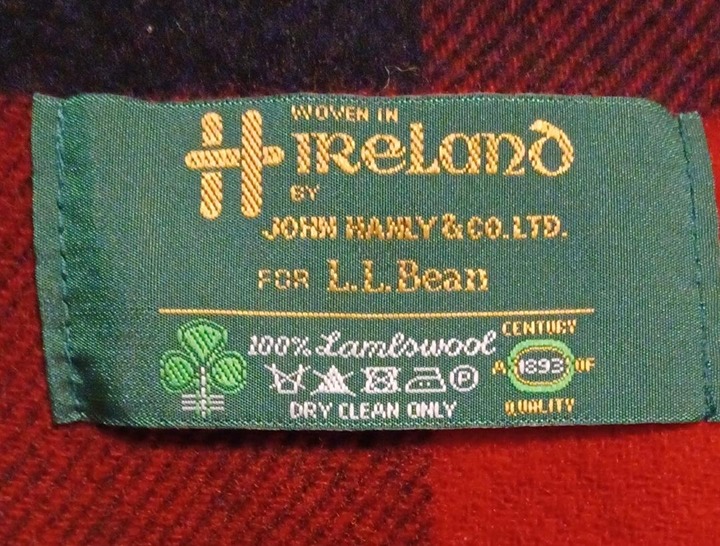 WOVEN IN
IRELAND
BY
JOHN HANLY & CO. LTD.
FOR L.L.Bean
100% Lambswool
DRY CLEAN ONLY
CENTURY
A 1893 OF
QUALITY